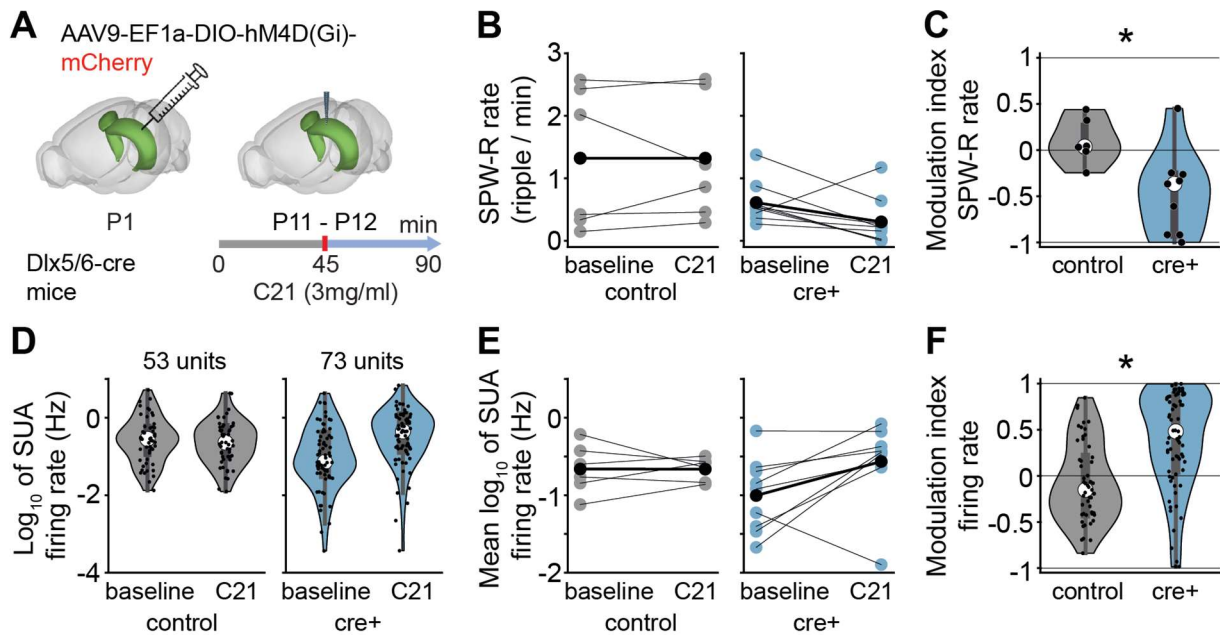 A
AAV9-EF1a-DIO-hM4D(Gi)-
mCherry
P1
P11 - P12
min
Dlx5/6-cre
mice
0
45
90
C21 (3mg/ml)
B
SPW-R rate
(ripple / min)
3
2
1
0
baseline C21
control
baseline C21
cre+
C
*
Modulation index
SPW-R rate
1
0.5
0
-0.5
-1
control cre+
D
53 units
73 units
Log10 of SUA
firing rate (Hz)
0
-2
-4
baseline C21
control
baseline C21
cre+
E
Mean log10 of SUA
firing rate (Hz)
0
-1
-2
baseline C21
control
baseline C21
cre+
F
*
Modulation index
firing rate
1
0.5
0
-0.5
-1
control cre+